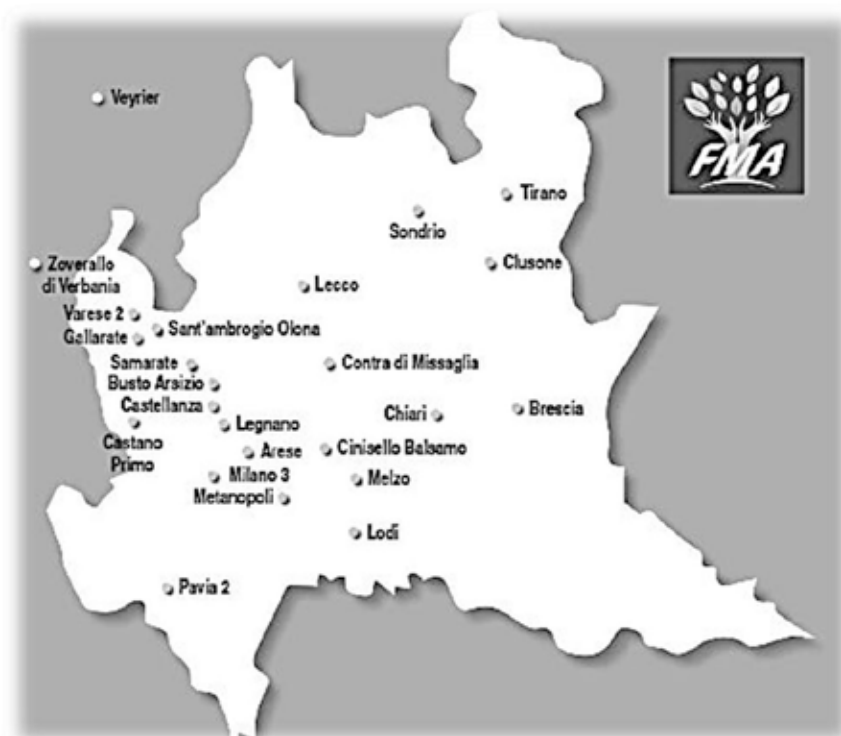 Veyrier
FMA
Tirano
Sondrio
Zoverallo
di Verbania
Clusone
Lecco
Varese 2
Sant'ambrogio Olona
Gallarate
Samarate
Contra di Missaglia
Busto Arsizio
Castellanza
Legnano
Chiari
Brescia
Castano
Primo
Arese
Cinisello Balsamo
Milano 3
Melzo
Metanopoli
Lodi
Pavia 2